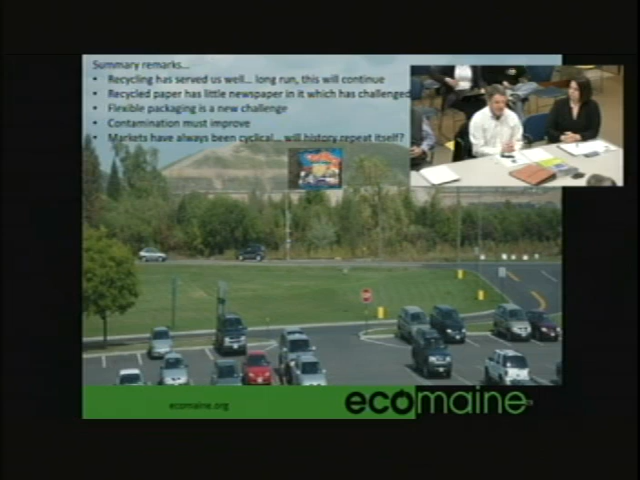 Summary remarks...
• Recycling has served us well... long run, this will continue
• Recycled paper has little newspaper in it which has challenged
• Flexible packaging is a new challenge
• Contamination must improve
• Markets have always been cyclical... will history repeat itself?
ecomaine.org
ecomaine